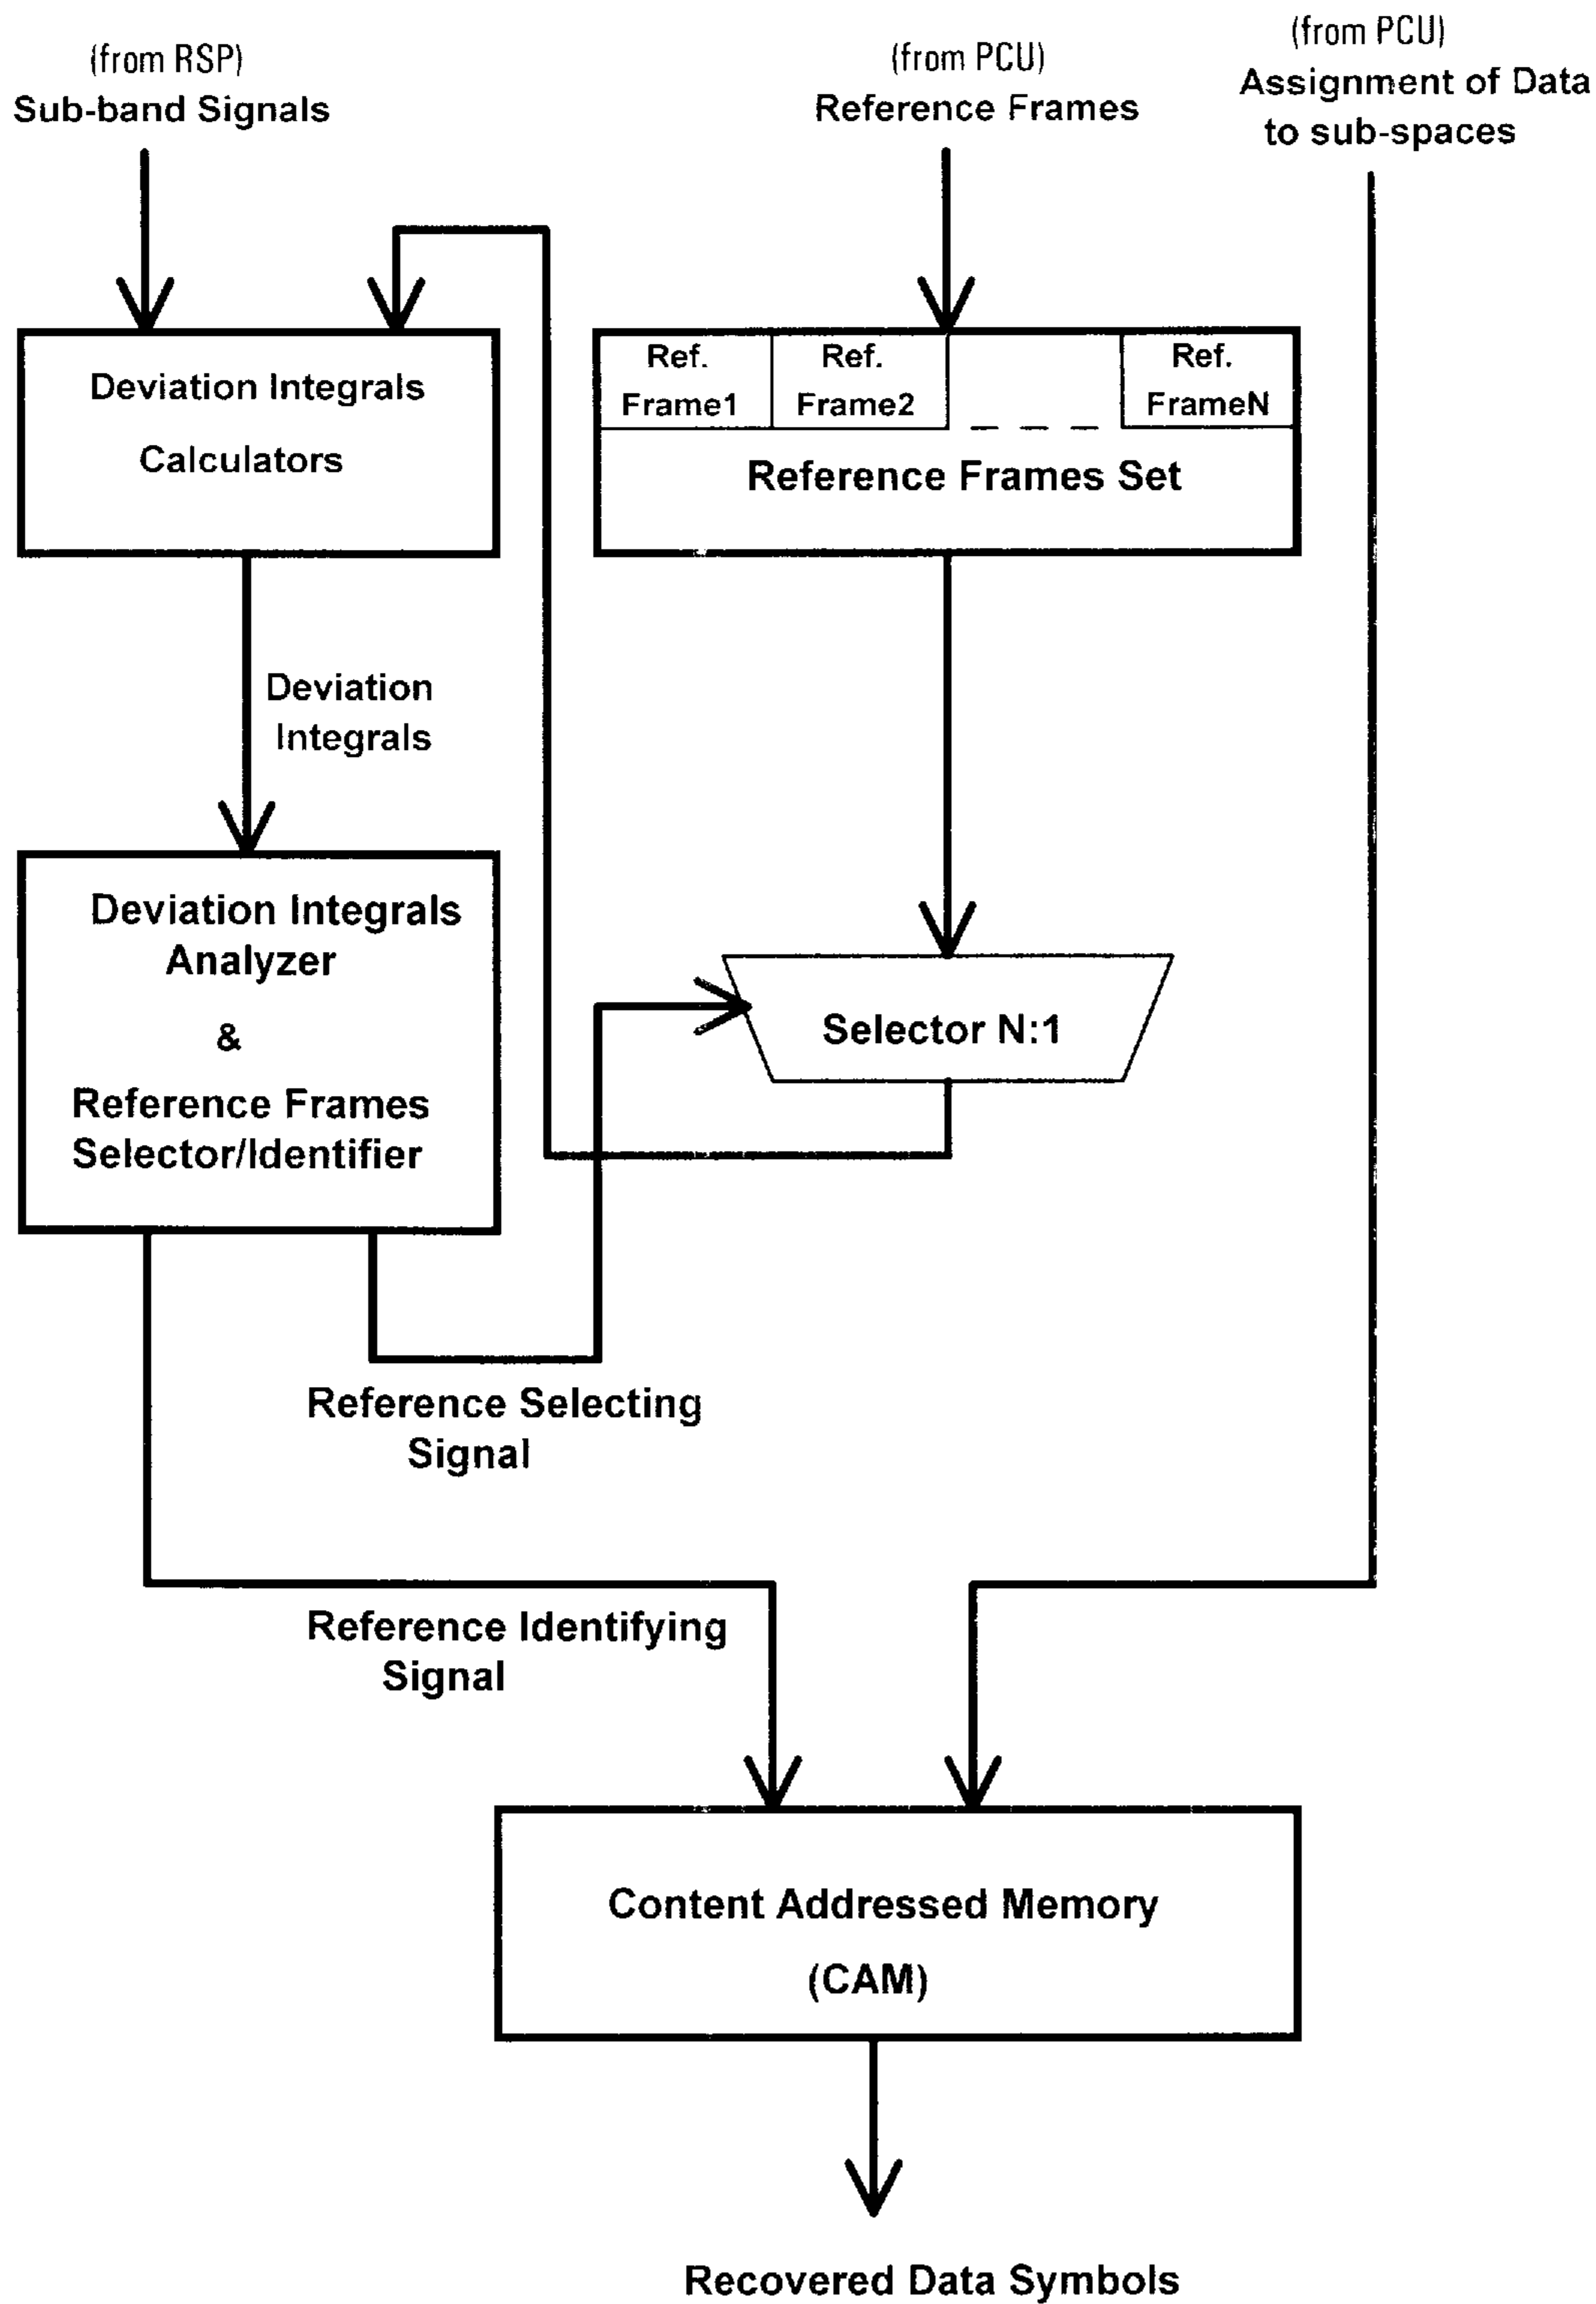 (from RSP)
Sub-band Signals
(from PCU)
Reference Frames
(from PCU)
Assignment of Data
to sub-spaces
Deviation Integrals
Calculators
Ref.
Frame1
Ref.
Frame2
Ref.
FrameN
Reference Frames Set
Deviation
Integrals
Deviation Integrals
Analyzer
&
Reference Frames
Selector/Identifier
Selector N:1
Reference Selecting
Signal
Reference Identifying
Signal
Content Addressed Memory
(CAM)
Recovered Data Symbols